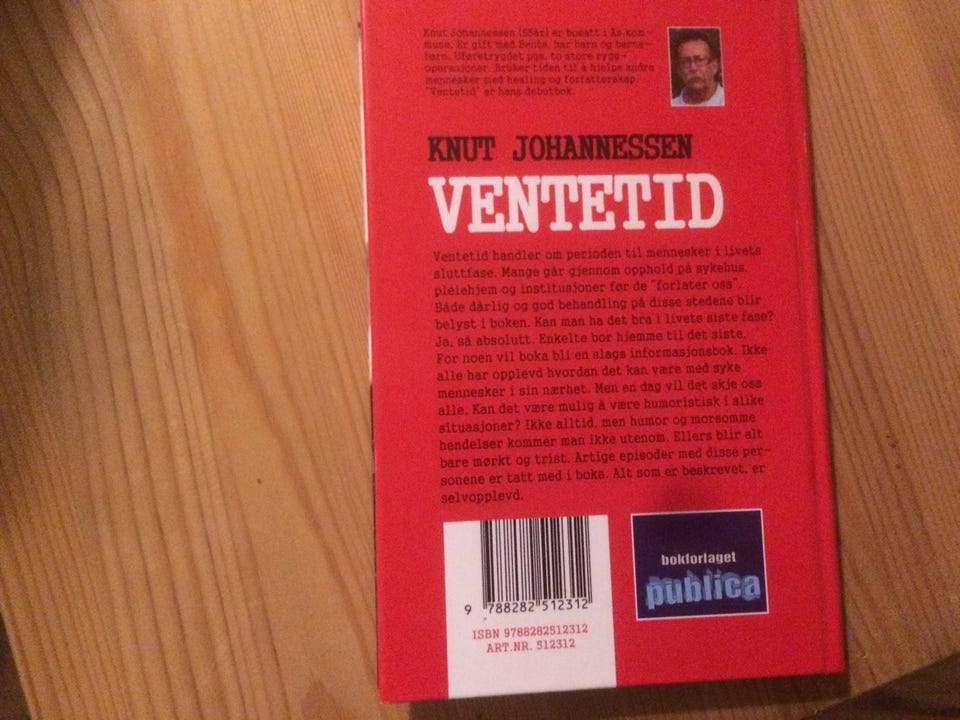 Knut Johannessen (55år) er bosatt i Ås kom-
mune. Er gift med Bente, har barn og barne-
barn. Uføretrygdet pga. to store rygg-
operasjoner. Bruker tiden til å hjelpe andre
mennesker med healing og forfatterskap.
"Ventetid" er hans debutbok.
KNUT JOHANNESSEN
VENTETID
Ventetid handler om perioden til mennesker i livets
sluttfase. Mange går gjennom opphold på sykehus,
pleiehjem og institusjoner før de "forlater oss".
Både dårlig og god behandling på disse stedene blir
belyst i boken. Kan man ha det bra i livets siste fase?
Ja, så absolutt. Enkelte bor hjemme til det siste.
For noen vil boka bli en slags informasjonsbok. Ikke
alle har opplevd hvordan det kan være med syke
mennesker i sin nærhet. Men en dag vil det skje oss
alle. Kan det være mulig å være humoristisk i slike
situasjoner? Ikke alltid, men humor og morsomme
hendelser kommer man ikke utenom. Ellers blir alt
bare mørkt og trist. Artige episoder med disse per-
sonene er tatt med i boka. Alt som er beskrevet, er
selvopplevd.
9 788282 512312
ISBN 9788282512312
ART.NR. 512312
bokforlaget
publica